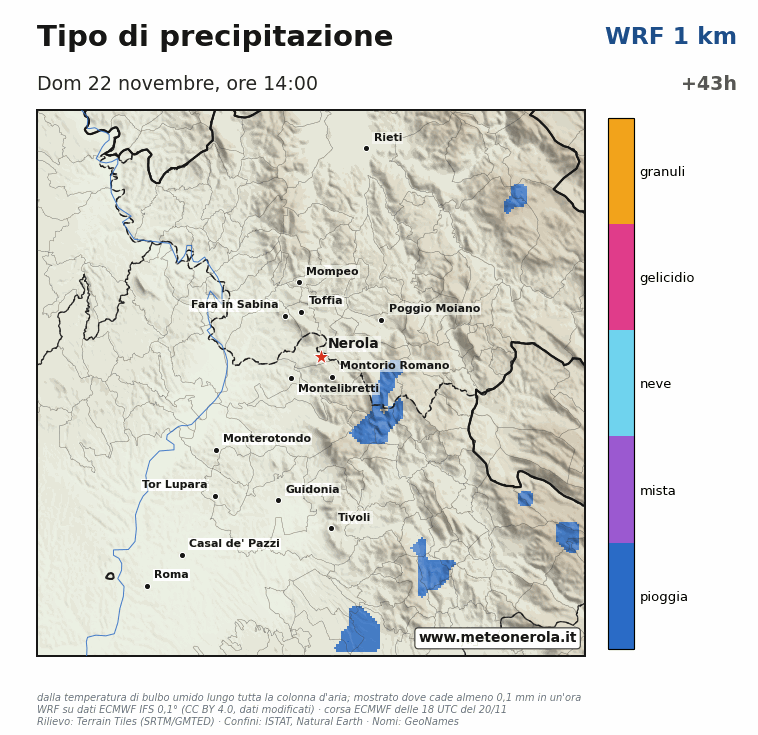 Tipo di precipitazione
WRF 1 km
Dom 22 novembre, ore 14:00
+43h
Rieti
Mompeo
Fara in Sabina
Toffia
Poggio Moiano
Nerola
Montorio Romano
Montelibretti
Monterotondo
Tor Lupara
Guidonia
Tivoli
Casal de' Pazzi
Roma
www.meteonerola.it
granuli
gelicidio
neve
mista
pioggia
dalla temperatura di bulbo umido lungo tutta la colonna d'aria; mostrato dove cade almeno 0,1 mm in un'ora
WRF su dati ECMWF IFS 0,1° (CC BY 4.0, dati modificati) · corsa ECMWF delle 18 UTC del 20/11
Rilievo: Terrain Tiles (SRTM/GMTED) · Confini: ISTAT, Natural Earth · Nomi: GeoNames